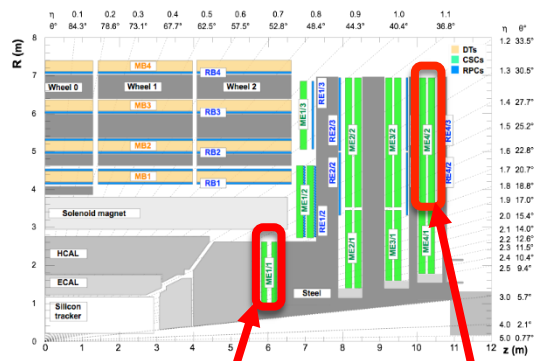 η 0.1 0.2 0.3 0.4 0.5 0.6 0.7 0.8 0.9 1.0 1.1
θ° 84.3° 78.6° 73.1° 67.7° 62.5° 57.5° 52.8° 48.4° 44.3° 40.4° 36.8° η θ°
R (m)
8
7
6
5
4
3
2
1
0
1.2 33.5°
1.3 30.5°
1.4 27.7°
1.5 25.2°
1.6 22.8°
1.7 20.7°
1.8 18.8°
1.9 17.0°
2.0 15.4°
2.1 14.0°
2.2 12.6°
2.3 11.5°
2.4 10.4°
2.5 9.4°
3.0 5.7°
4.0 2.1°
5.0 0.77°
DTs
CSCs
RPCs
MB4
RB4
Wheel 0
Wheel 1
Wheel 2
MB3
RB3
MB2
RB2
MB1
RB1
Solenoid magnet
HCAL
ECAL
Silicon
tracker
Steel
ME1/1
ME1/2
ME1/3
RE1/3
RE1/2
RE2/3
RE2/2
ME2/2
ME2/1
ME3/2
ME3/1
ME4/2
ME4/1
RE4/3
RE4/2
0 1 2 3 4 5 6 7 8 9 10 11 12
z (m)